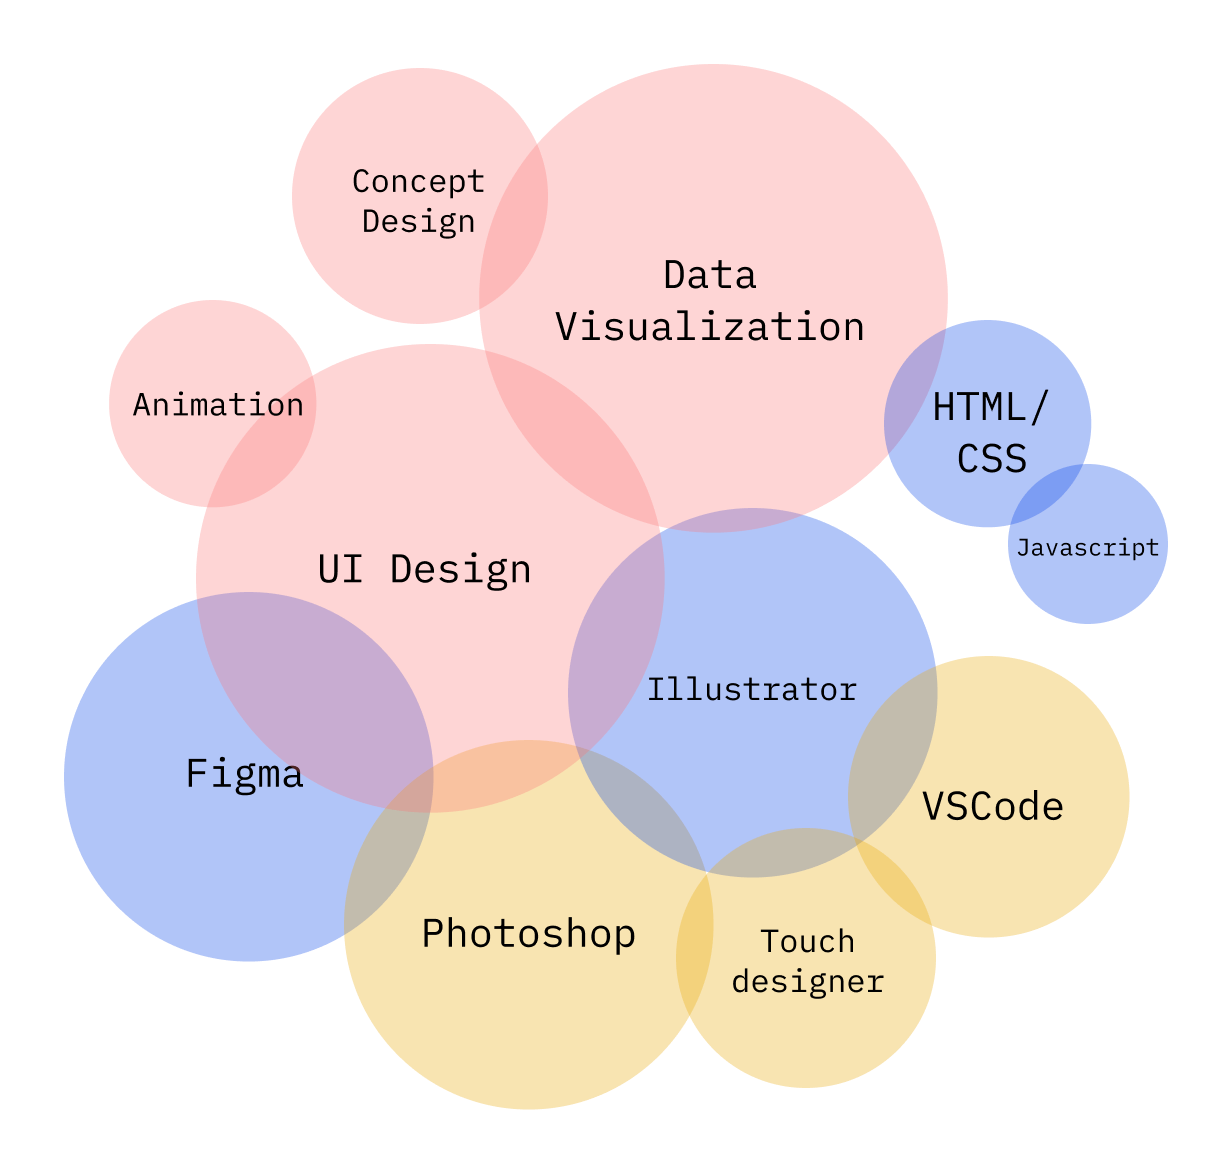 Concept
Design
Data
Visualization
Animation
HTML/
CSS
Javascript
UI Design
Illustrator
Figma
VSCode
Photoshop
Touch
designer